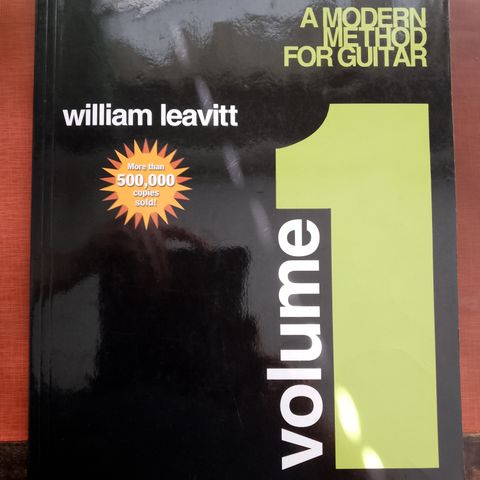 A MODERN
METHOD
FOR GUITAR
william leavitt
More than
500,000
copies
sold!
volume
1